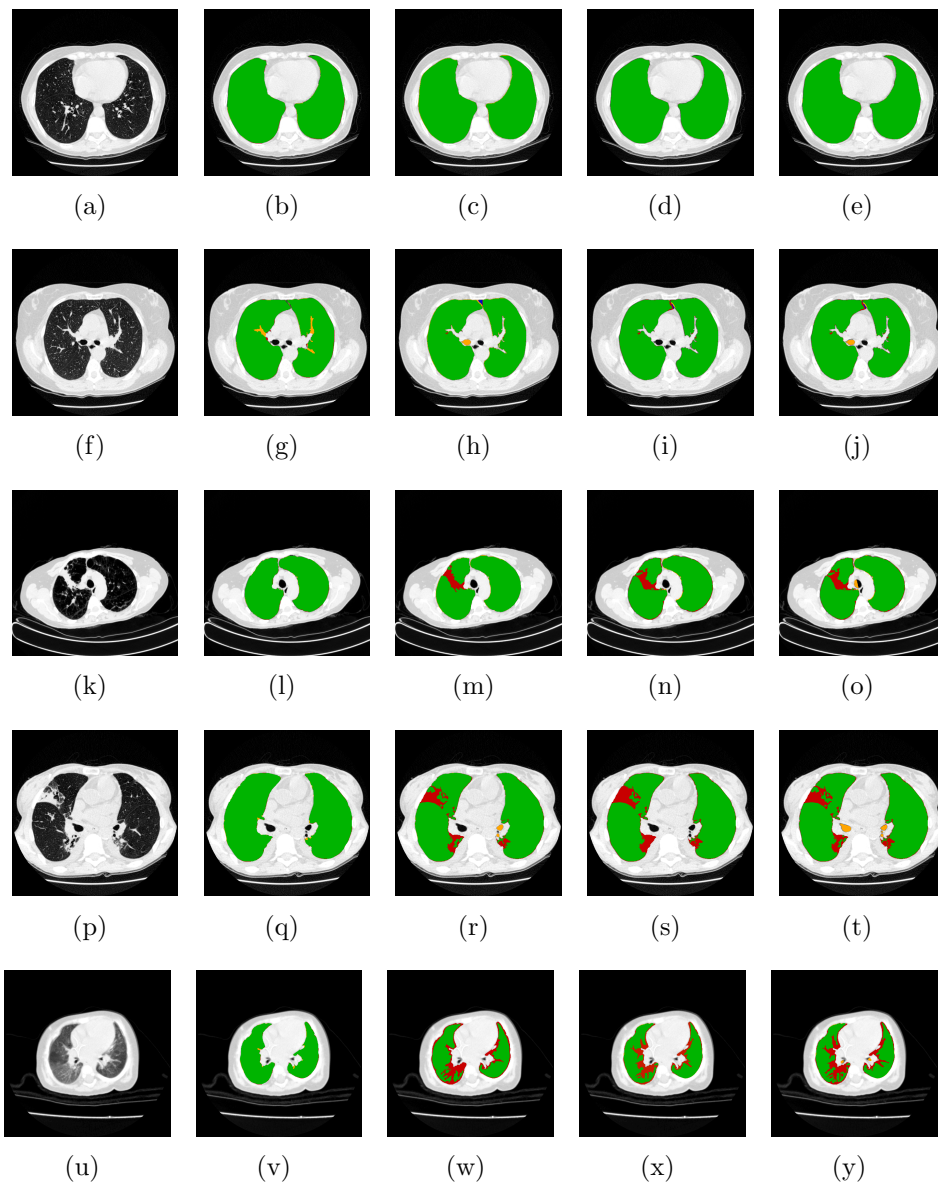 (a) (b) (c) (d) (e)
(f) (g) (h) (i) (j)
(k) (l) (m) (n) (o)
(p) (q) (r) (s) (t)
(u) (v) (w) (x) (y)